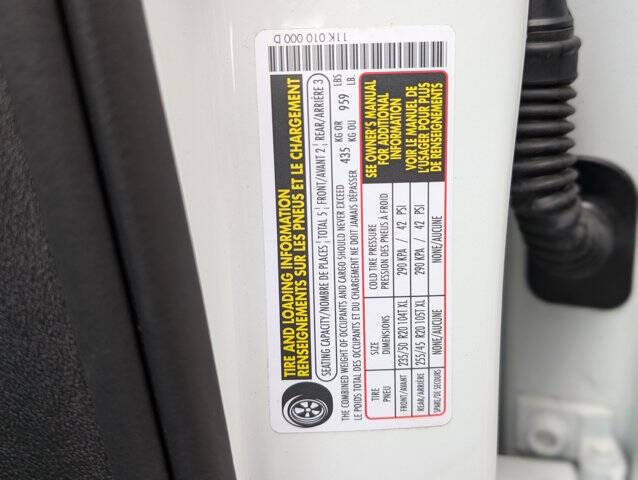 11K 010 000 D
TIRE AND LOADING INFORMATION
RENSEIGNEMENTS SUR LES PNEUS ET LE CHARGEMENT
SEATING CAPACITY/NOMBRE DE PLACES ¦ TOTAL 5 ¦ FRONT/AVANT 2 ¦ REAR/ARRIÈRE 3
THE COMBINED WEIGHT OF OCCUPANTS AND CARGO SHOULD NEVER EXCEED 435 KG OR 959 LBS
LE POIDS TOTAL DES OCCUPANTS ET DU CHARGEMENT NE DOIT JAMAIS DÉPASSER KG OU LB.
TIRE SIZE COLD TIRE PRESSURE
PNEU DIMENSIONS PRESSION DES PNEUS À FROID
FRONT/AVANT 235/50 R20 104T XL 290 KPA / 42 PSI
REAR/ARRIÈRE 255/45 R20 105T XL 290 KPA / 42 PSI
SPARE/DE SECOURS NONE/AUCUNE NONE/AUCUNE
SEE OWNER'S MANUAL
FOR ADDITIONAL
INFORMATION
VOIR LE MANUEL DE
L'USAGER POUR PLUS
DE RENSEIGNEMENTS